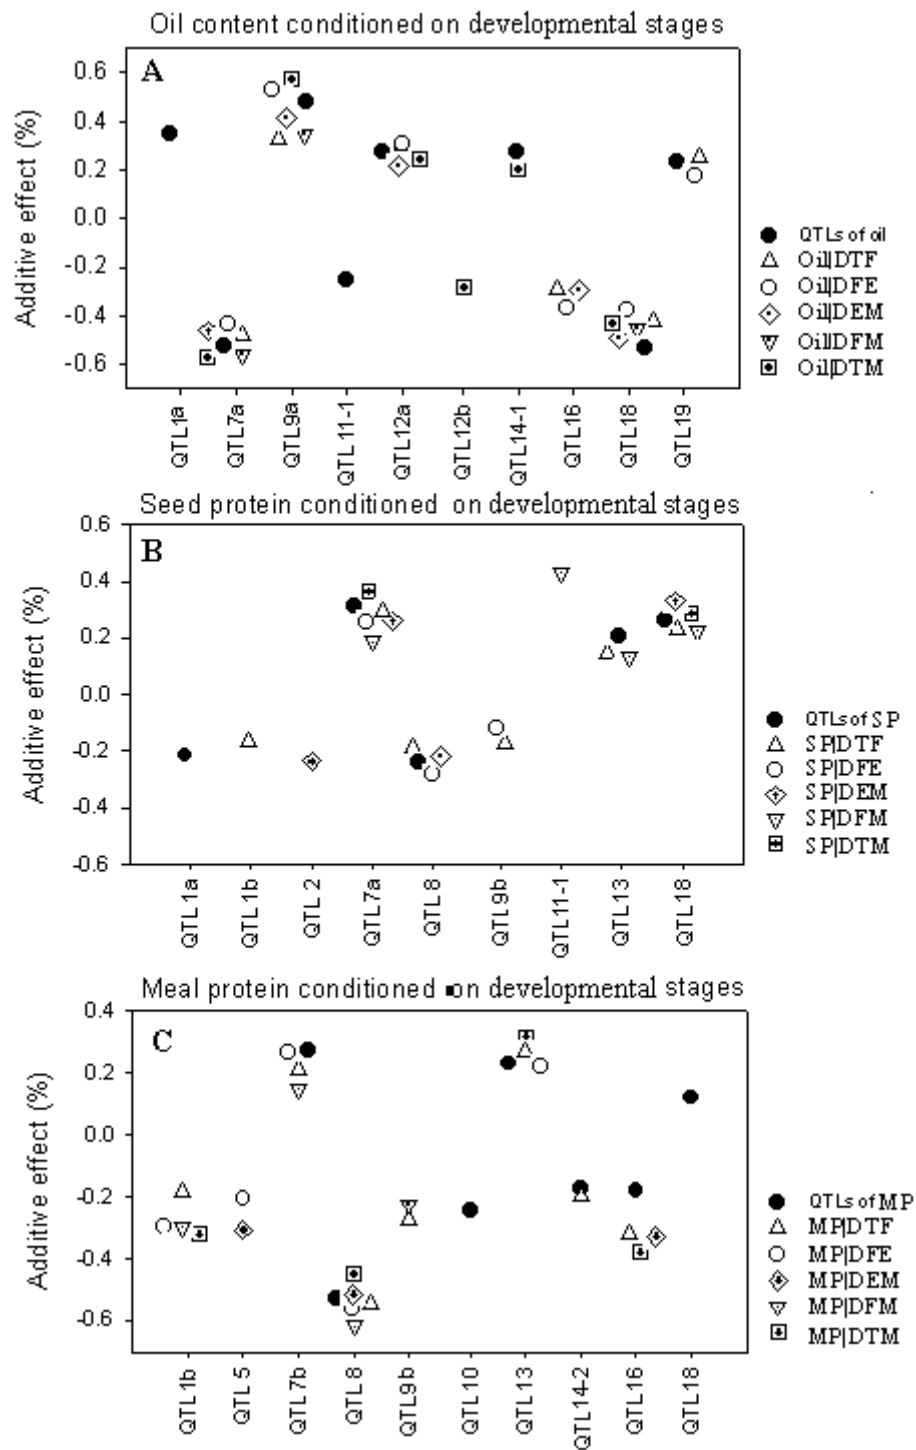 Oil content conditioned on developmental stages
A
Additive effect (%)
0.6
0.4
0.2
0.0
-0.2
-0.4
-0.6
QTL1a
QTL7a
QTL9a
QTL11-1
QTL12a
QTL12b
QTL14-1
QTL16
QTL18
QTL19
QTLs of oil
Oil|DTF
Oil|DFE
Oil|DEM
Oil|DFM
Oil|DTM
Seed protein conditioned on developmental stages
B
Additive effect (%)
0.6
0.4
0.2
0.0
-0.2
-0.4
-0.6
QTL 1a
QTL 1b
QTL 2
QTL7a
QTL 8
QTL9b
QTL11-1
QTL13
QTL18
QTLs of SP
SP|DTF
SP|DFE
SP|DEM
SP|DFM
SP|DTM
Meal protein conditioned on developmental stages
C
Additive effect (%)
0.4
0.2
0.0
-0.2
-0.4
-0.6
QTL1b
QTL 5
QTL7b
QTL 8
QTL9b
QTL10
QTL13
QTL14-2
QTL16
QTL18
QTLs of MP
MP|DTF
MP|DFE
MP|DEM
MP|DFM
MP|DTM